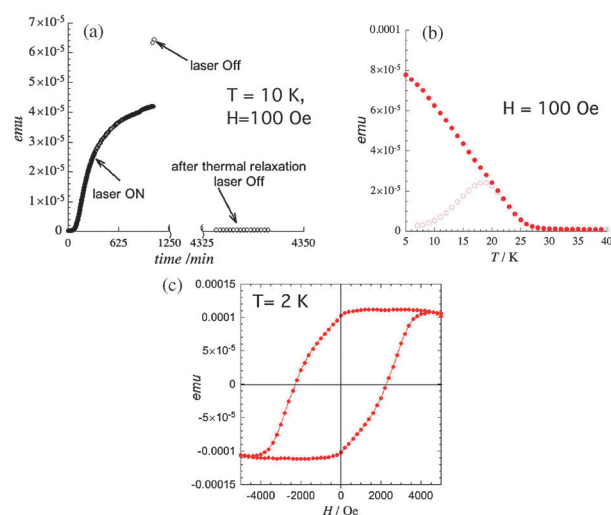 (a)
7×10⁻⁵
6×10⁻⁵
5×10⁻⁵
4×10⁻⁵
3×10⁻⁵
2×10⁻⁵
1×10⁻⁵
0
emu
laser Off
T = 10 K,
H=100 Oe
laser ON
after thermal relaxation
laser Off
0 625 1250 4325 4350
time /min
(b)
0.0001
8×10⁻⁵
6×10⁻⁵
4×10⁻⁵
2×10⁻⁵
0
emu
H = 100 Oe
5 10 15 20 25 30 35 40
T / K
(c)
T= 2 K
0.00015
0.0001
5×10⁻⁵
0
-5×10⁻⁵
-0.0001
-0.00015
emu
-4000 -2000 0 2000 4000
H / Oe